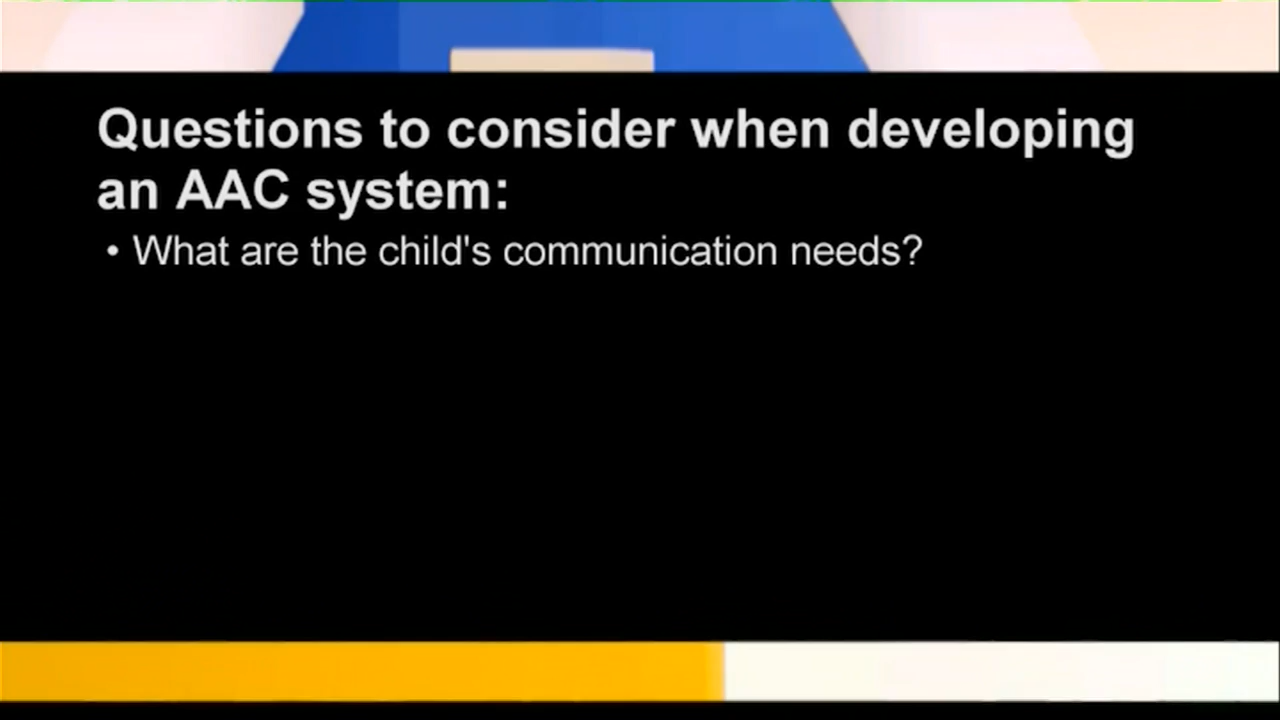 Questions to consider when developing
an AAC system:
• What are the child's communication needs?